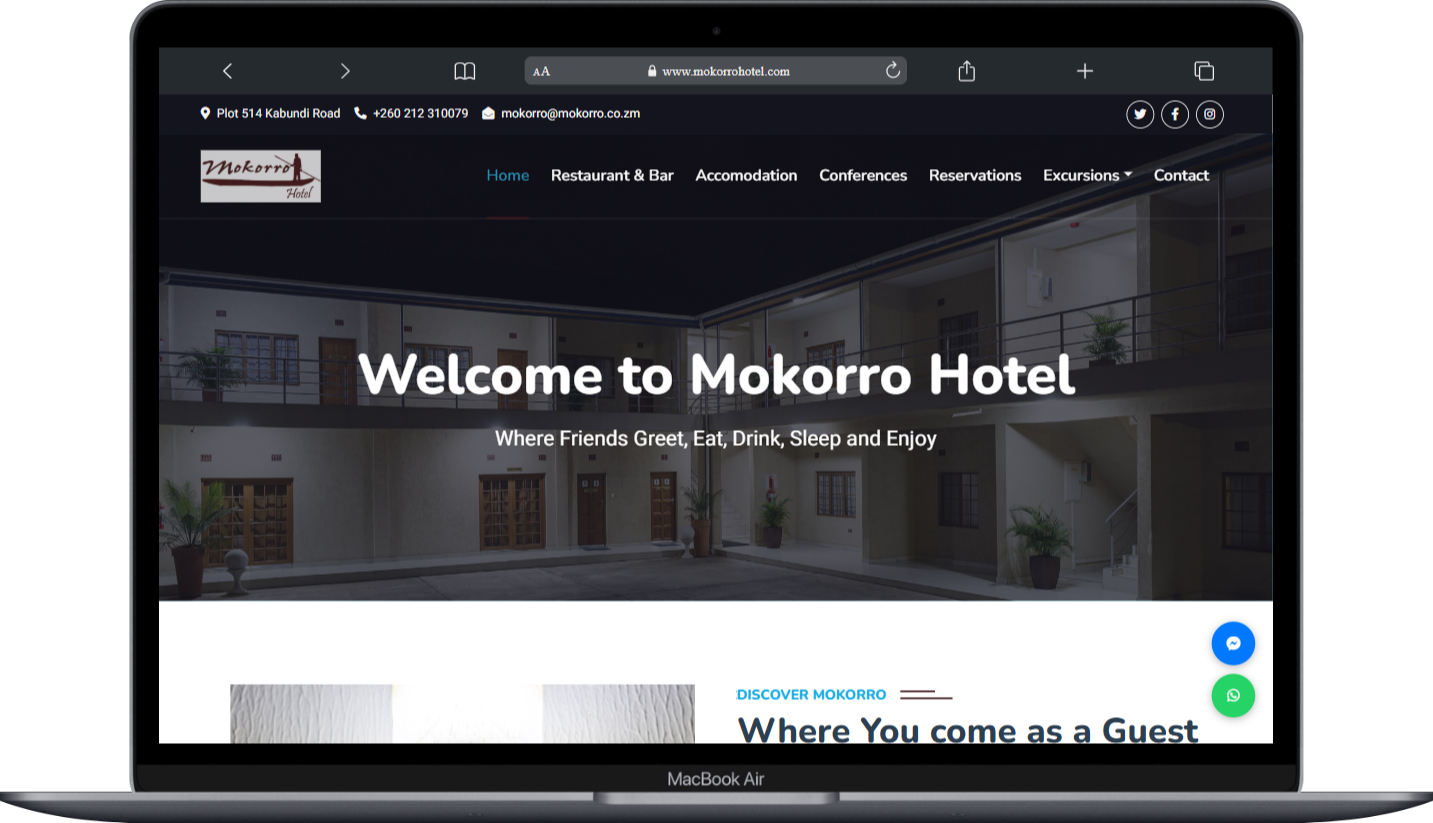 AA
www.mokorrohotel.com
Plot 514 Kabundi Road +260 212 310079 mokorro@mokorro.co.zm
Mokorro
Hotel
Home Restaurant & Bar Accomodation Conferences Reservations Excursions Contact
Welcome to Mokorro Hotel
Where Friends Greet, Eat, Drink, Sleep and Enjoy
DISCOVER MOKORRO
Where You come as a Guest
MacBook Air